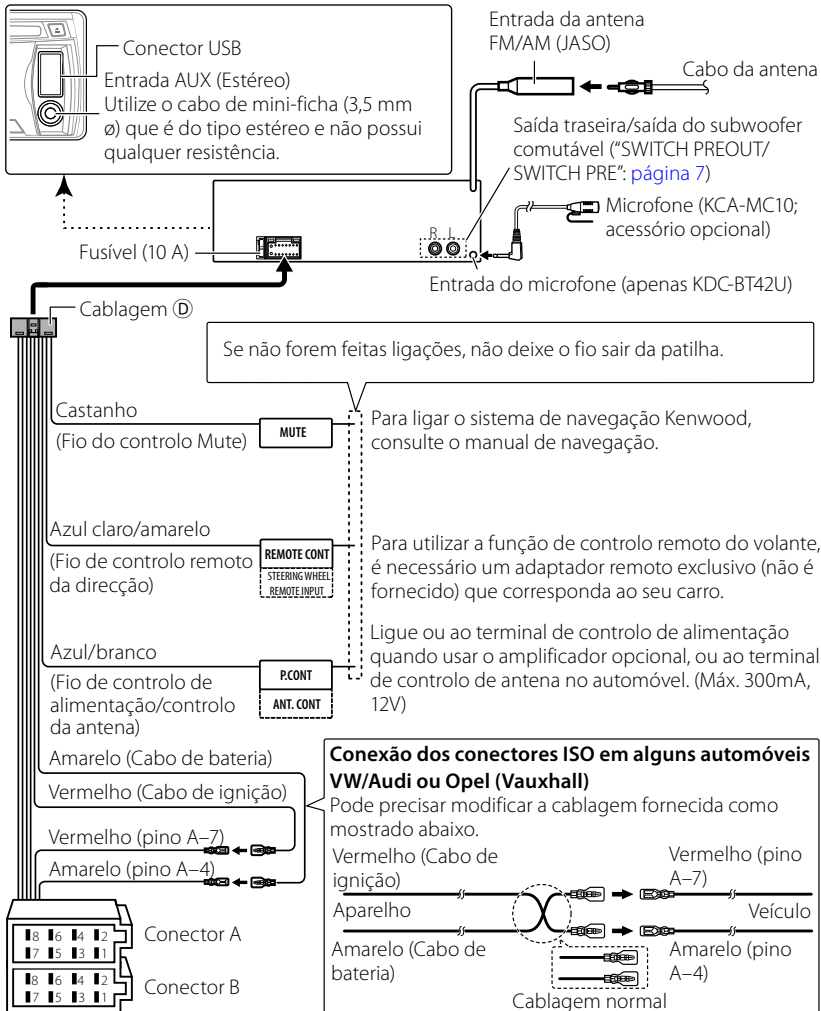 Conector USB
Entrada AUX (Estéreo)
Utilize o cabo de mini-ficha (3,5 mm
ø) que é do tipo estéreo e não possui
qualquer resistência.
Entrada da antena
FM/AM (JASO)
Cabo da antena
Saída traseira/saída do subwoofer
comutável (“SWITCH PREOUT/
SWITCH PRE”: página 7)
R L
Microfone (KCA-MC10;
acessório opcional)
Fusível (10 A)
Entrada do microfone (apenas KDC-BT42U)
Cablagem Ⓓ
Se não forem feitas ligações, não deixe o fio sair da patilha.
Castanho
(Fio do controlo Mute)
MUTE
Para ligar o sistema de navegação Kenwood,
consulte o manual de navegação.
Azul claro/amarelo
(Fio de controlo remoto
da direcção)
REMOTE CONT
STEERING WHEEL
REMOTE INPUT
Para utilizar a função de controlo remoto do volante,
é necessário um adaptador remoto exclusivo (não é
fornecido) que corresponda ao seu carro.
Azul/branco
(Fio de controlo de
alimentação/controlo
da antena)
P.CONT
ANT. CONT
Ligue ou ao terminal de controlo de alimentação
quando usar o amplificador opcional, ou ao terminal
de controlo de antena no automóvel. (Máx. 300mA,
12V)
Amarelo (Cabo de bateria)
Vermelho (Cabo de ignição)
Vermelho (pino A–7)
Amarelo (pino A–4)
8 6 4 2
7 5 3 1
Conector A
8 6 4 2
7 5 3 1
Conector B
Conexão dos conectores ISO em alguns automóveis
VW/Audi ou Opel (Vauxhall)
Pode precisar modificar a cablagem fornecida como
mostrado abaixo.
Vermelho (Cabo de
ignição)
Vermelho (pino
A–7)
Aparelho
Veículo
Amarelo (Cabo de
bateria)
Amarelo (pino
A–4)
Cablagem normal